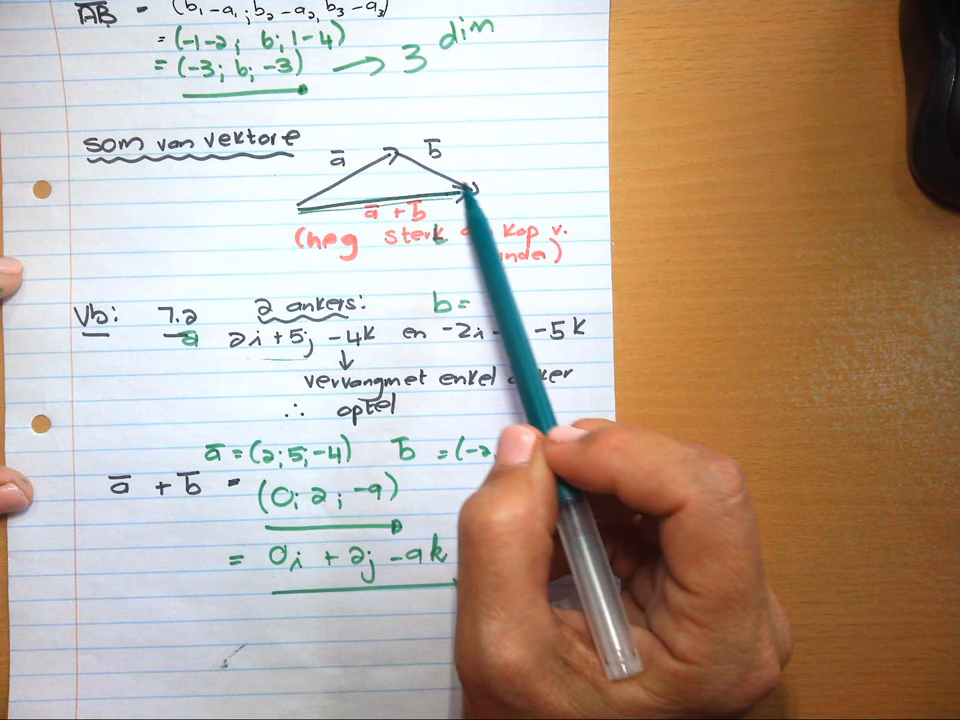 AB = (b₁-a₁; b₂-a₂, b₃-a₃)
= (-1-2; b; 1-4)
= (-3; b; -3) → 3 dim
som van vektore
a b
a + b
(heg sterk kop v.
Vb: 7.2 2 ankers: b =
a 2i + 5j - 4k en -2i -5k
vervang met enkel
∴ optel
a = (2; 5; -4) b = (-2,
a + b = (0; 2; -9)
= 0i + 2j - 9k